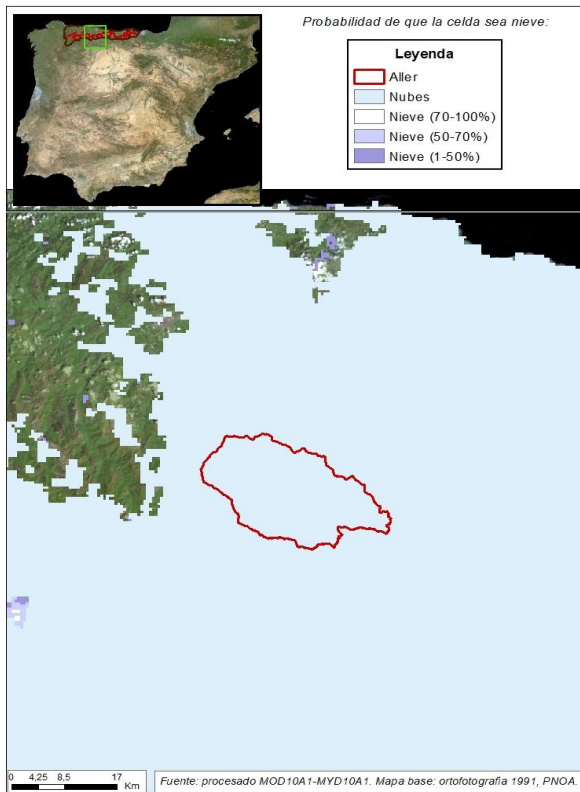 Probabilidad de que la celda sea nieve:
Leyenda
Aller
Nubes
Nieve (70-100%)
Nieve (50-70%)
Nieve (1-50%)
0 4,25 8,5 17
Km
Fuente: procesado MOD10A1-MYD10A1. Mapa base: ortofotografia 1991, PNOA.